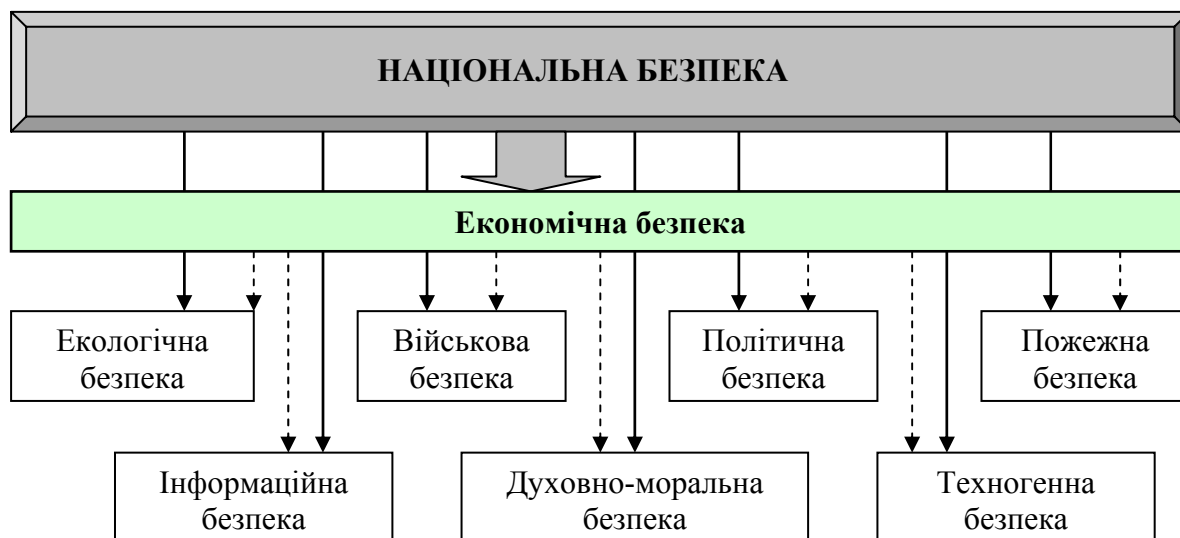 НАЦІОНАЛЬНА БЕЗПЕКА
Економічна безпека
Екологічна
безпека
Військова
безпека
Політична
безпека
Пожежна
безпека
Інформаційна
безпека
Духовно-моральна
безпека
Техногенна
безпека